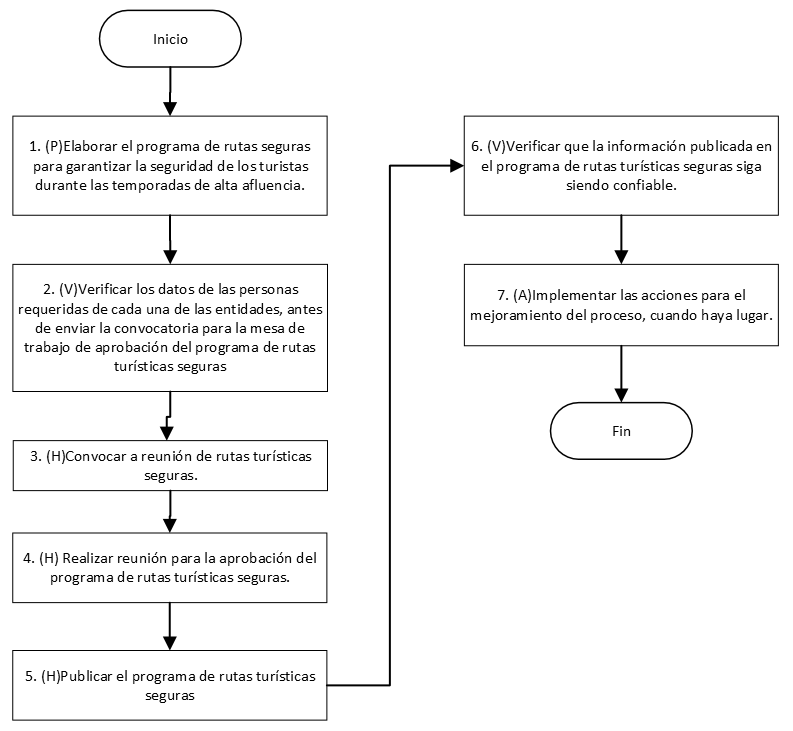 Inicio
1. (P)Elaborar el programa de rutas seguras
para garantizar la seguridad de los turistas
durante las temporadas de alta afluencia.
2. (V)Verificar los datos de las personas
requeridas de cada una de las entidades, antes
de enviar la convocatoria para la mesa de
trabajo de aprobación del programa de rutas
turísticas seguras
3. (H)Convocar a reunión de rutas turísticas
seguras.
4. (H) Realizar reunión para la aprobación del
programa de rutas turísticas seguras.
5. (H)Publicar el programa de rutas turísticas
seguras
6. (V)Verificar que la información publicada en
el programa de rutas turísticas seguras siga
siendo confiable.
7. (A)Implementar las acciones para el
mejoramiento del proceso, cuando haya lugar.
Fin